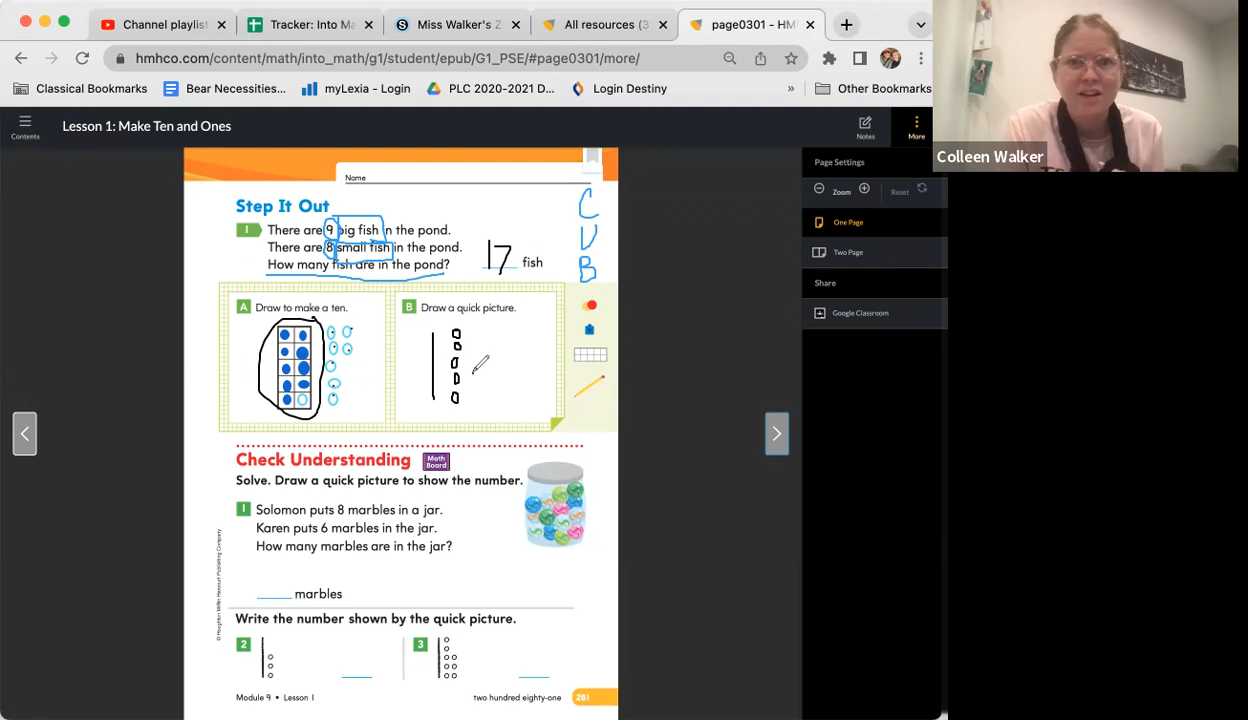 Channel playlist
Tracker: Into Ma
Miss Walker's Z
All resources (3
page0301 - HM
hmhco.com/content/math/into_math/g1/student/epub/G1_PSE/#page0301/more/
Classical Bookmarks
Bear Necessities...
myLexia - Login
PLC 2020-2021 D...
Login Destiny
»
Other Bookmarks
Contents
Lesson 1: Make Ten and Ones
Notes
More
Colleen Walker
Page Settings
Zoom
Reset
One Page
Two Page
Share
Google Classroom
Name
Step It Out
C
U
B
1 There are 9 big fish in the pond.
There are 8 small fish in the pond.
How many fish are in the pond?
17 fish
A Draw to make a ten.
B Draw a quick picture.
Check Understanding
Math Board
Solve. Draw a quick picture to show the number.
1 Solomon puts 8 marbles in a jar.
Karen puts 6 marbles in the jar.
How many marbles are in the jar?
marbles
Write the number shown by the quick picture.
2
3
© Houghton Mifflin Harcourt Publishing Company
Module 9 • Lesson 1
two hundred eighty-one
281